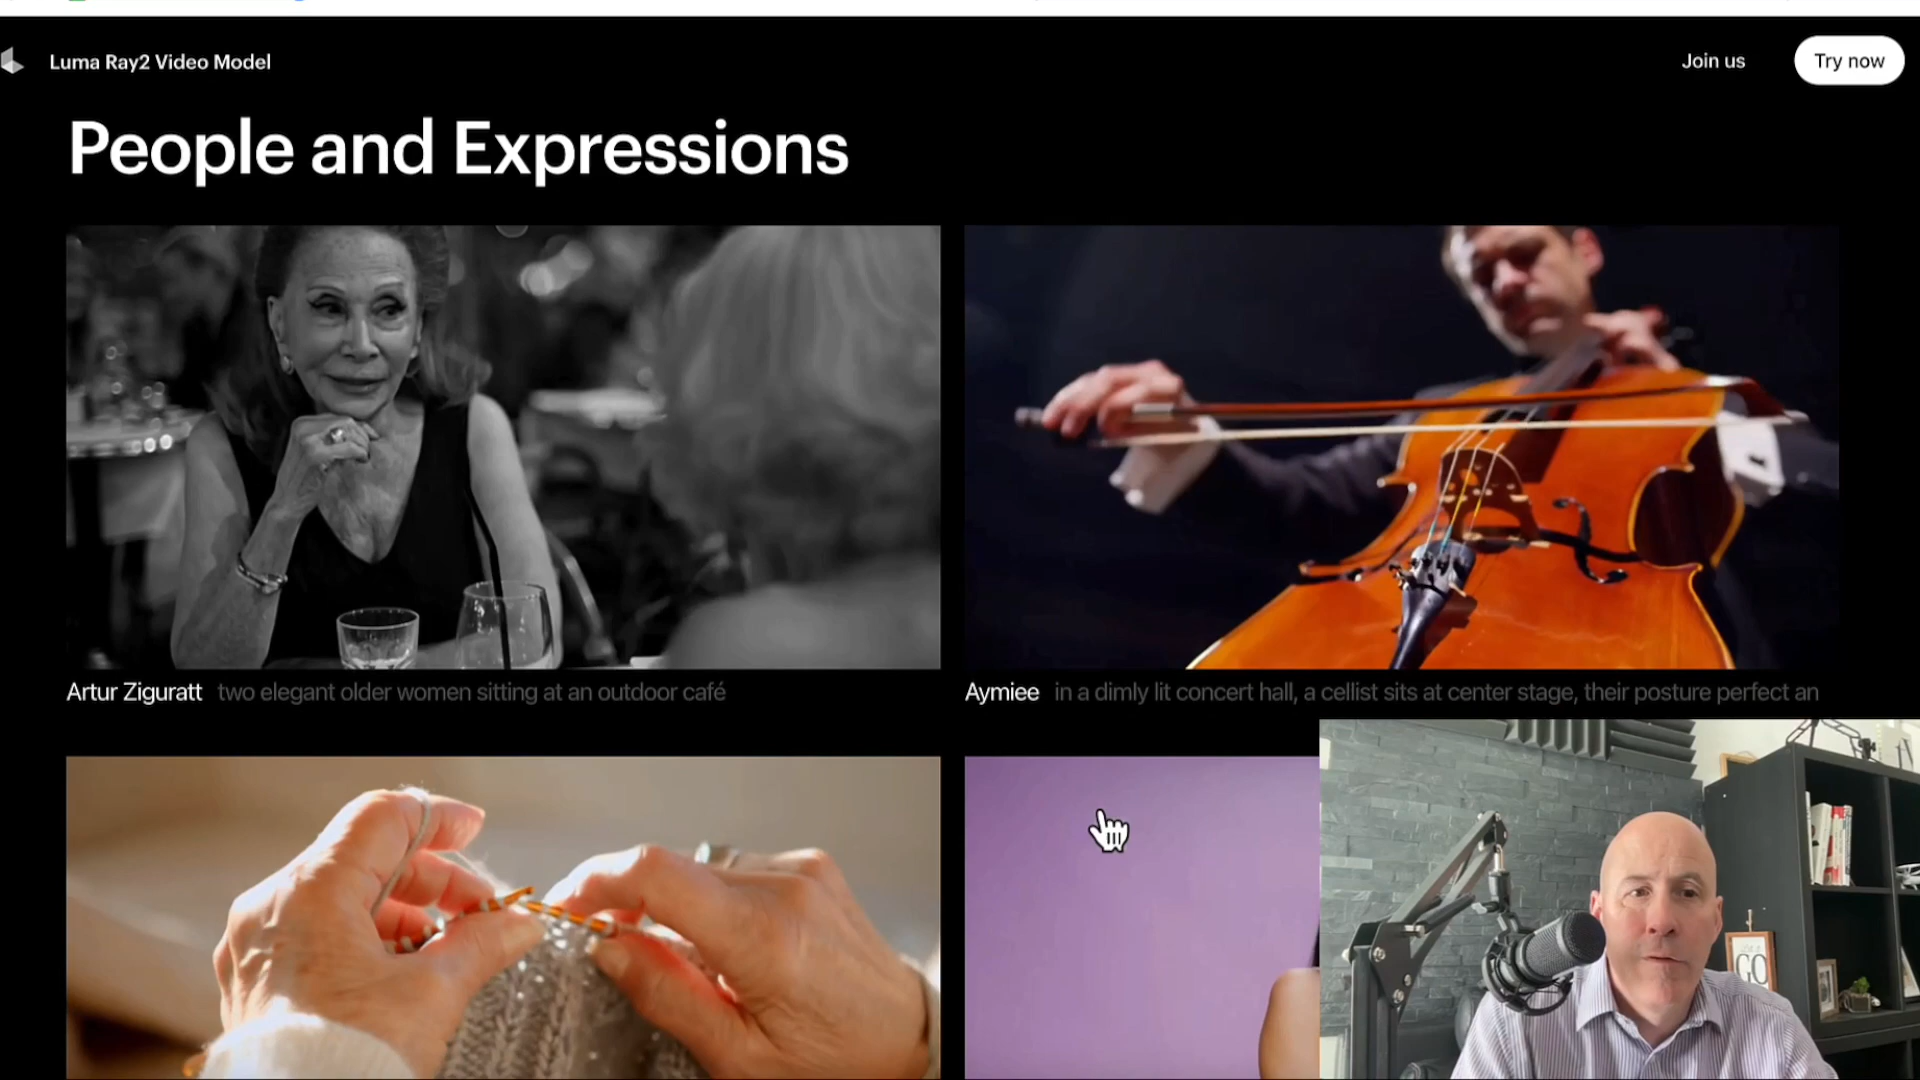 Luma Ray2 Video Model
Join us
Try now
People and Expressions
Artur Ziguratt two elegant older women sitting at an outdoor café
Aymiee in a dimly lit concert hall, a cellist sits at center stage, their posture perfect an
GO